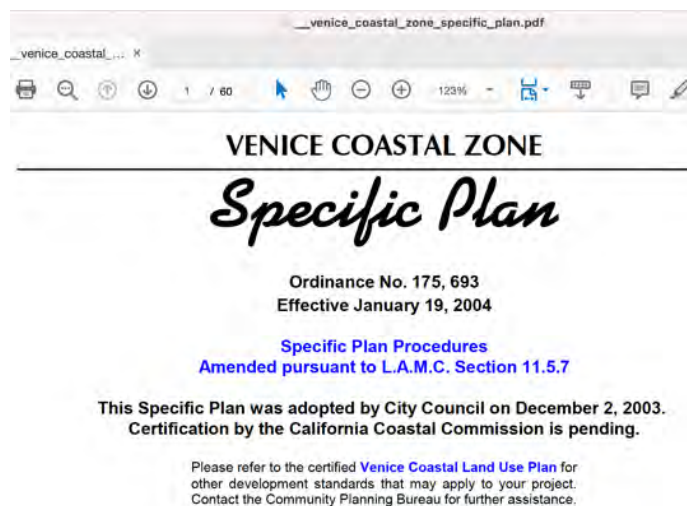 __venice_coastal_zone_specific_plan.pdf
_venice_coastal_... ×
1 / 60 123%
VENICE COASTAL ZONE
Specific Plan
Ordinance No. 175, 693
Effective January 19, 2004
Specific Plan Procedures
Amended pursuant to L.A.M.C. Section 11.5.7
This Specific Plan was adopted by City Council on December 2, 2003.
Certification by the California Coastal Commission is pending.
Please refer to the certified Venice Coastal Land Use Plan for
other development standards that may apply to your project.
Contact the Community Planning Bureau for further assistance.